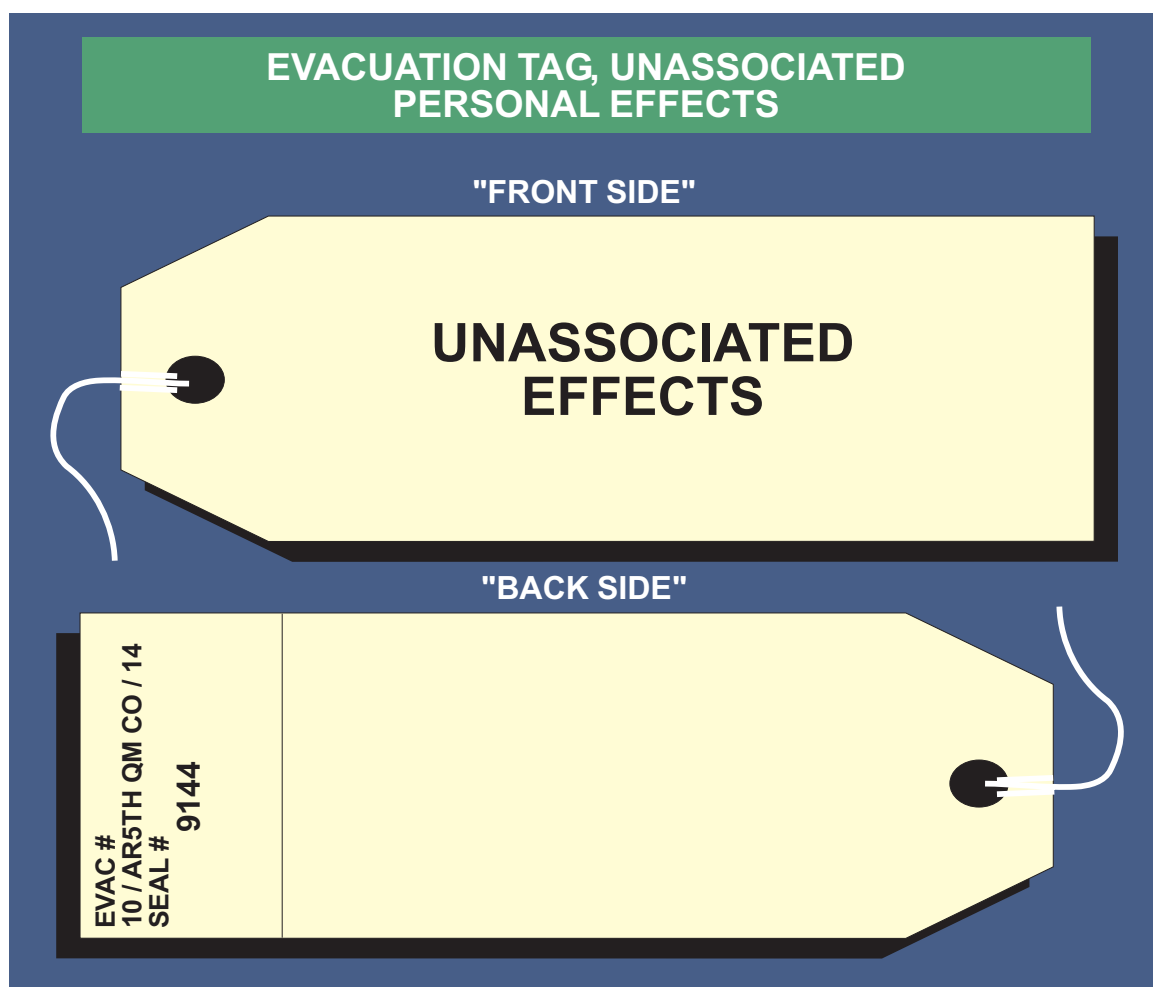 EVACUATION TAG, UNASSOCIATED
PERSONAL EFFECTS
"FRONT SIDE"
UNASSOCIATED
EFFECTS
"BACK SIDE"
EVAC #
10 / AR5TH QM CO / 14
SEAL #
9144